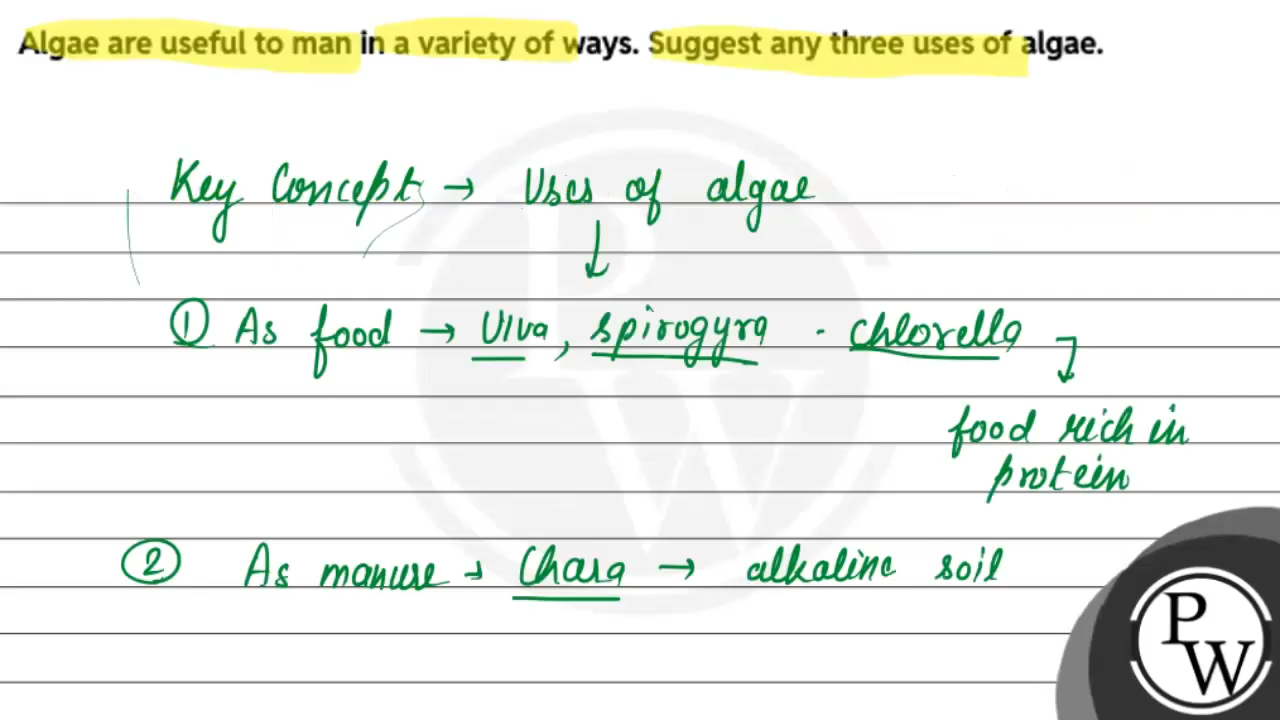 Algae are useful to man in a variety of ways. Suggest any three uses of algae.
Key Concept → Uses of algae
↓
① As food → Ulva, spirogyra . chlorella
food rich in
protein
② As manure → Chara → alkaline soil
PW
PW